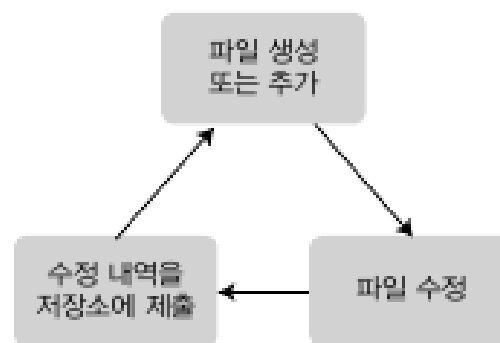 파일 생성
또는 추가
수정 내역을
저장소에 제출
파일 수정